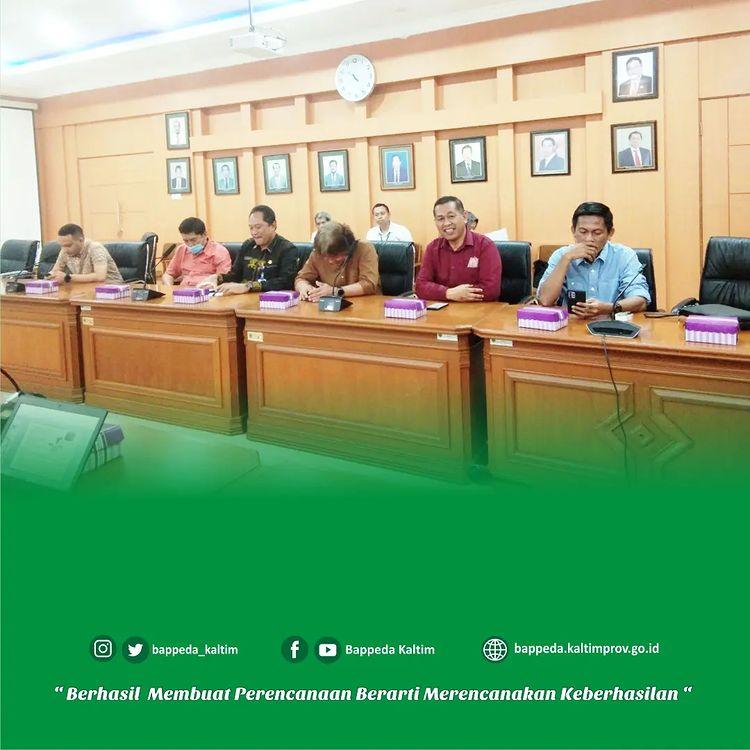 bappeda_kaltim
Bappeda Kaltim
bappeda.kaltimprov.go.id
“ Berhasil Membuat Perencanaan Berarti Merencanakan Keberhasilan “